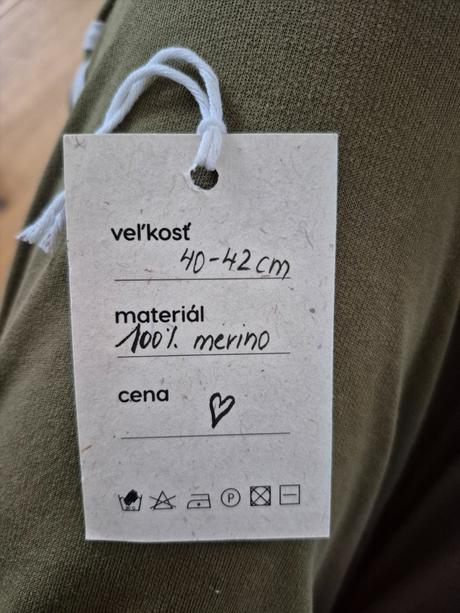 veľkosť
40-42 cm
materiál
100% merino
cena
P